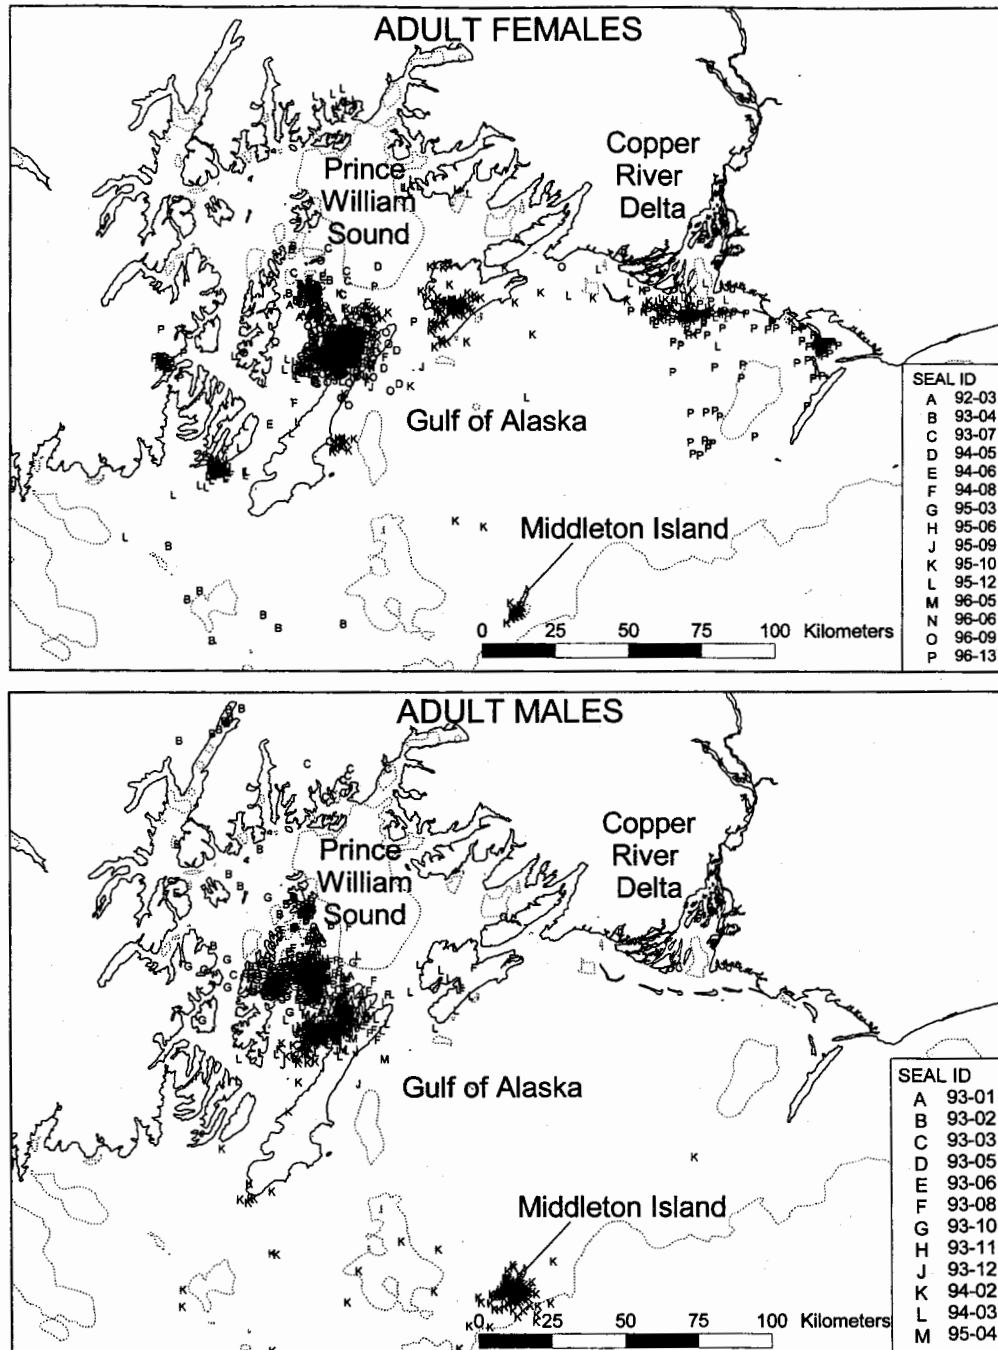 ADULT FEMALES
Prince
William
Sound
Copper
River
Delta
Gulf of Alaska
Middleton Island
0 25 50 75 100 Kilometers
SEAL ID
A 92-03
B 93-04
C 93-07
D 94-05
E 94-06
F 94-08
G 95-03
H 95-06
J 95-09
K 95-10
L 95-12
M 96-05
N 96-06
O 96-09
P 96-13
ADULT MALES
Prince
William
Sound
Copper
River
Delta
Gulf of Alaska
Middleton Island
0 25 50 75 100 Kilometers
SEAL ID
A 93-01
B 93-02
C 93-03
D 93-05
E 93-06
F 93-08
G 93-10
H 93-11
J 93-12
K 94-02
L 94-03
M 95-04